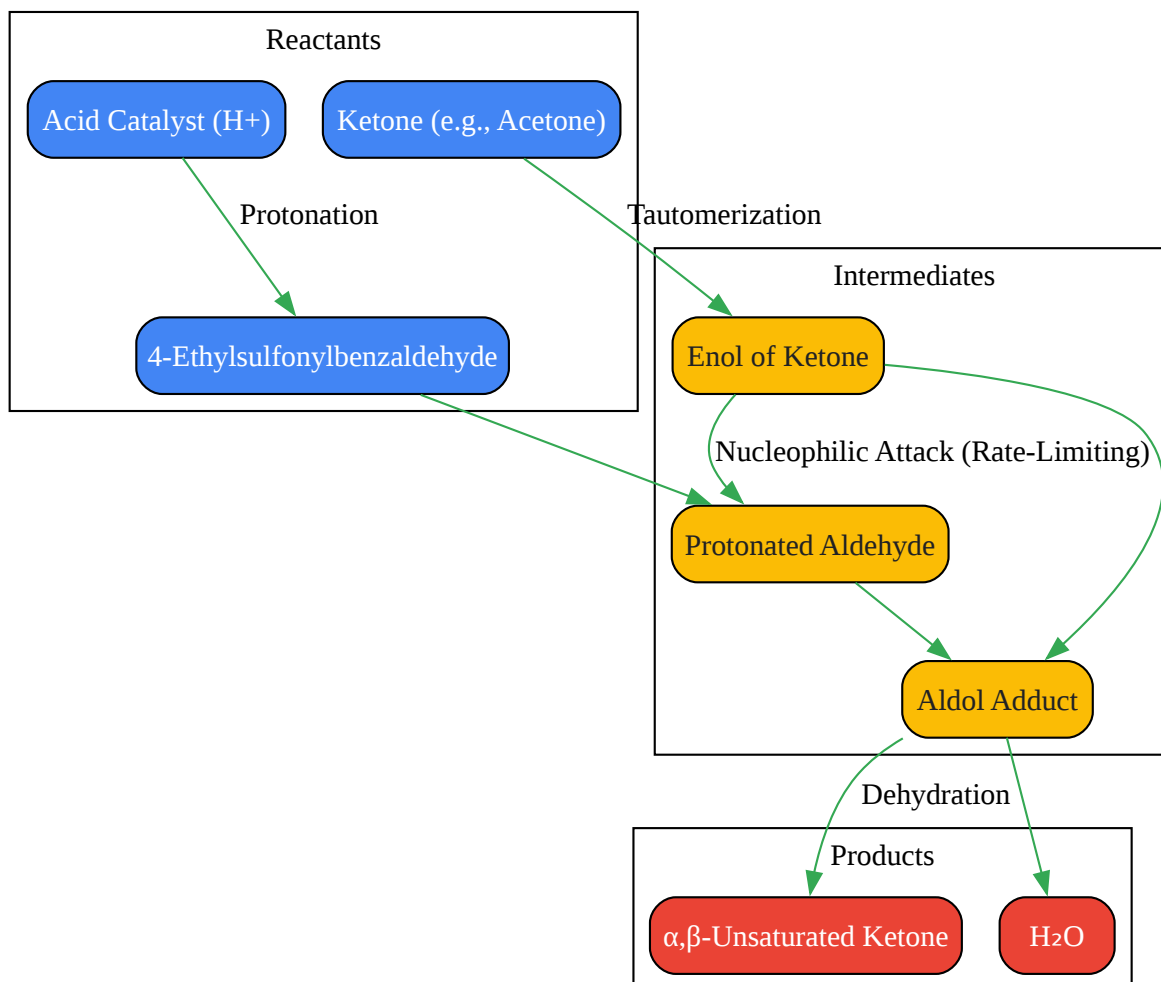 Reactants
Acid Catalyst (H+)
Ketone (e.g., Acetone)
Protonation
Tautomerization
Intermediates
4-Ethylsulfonylbenzaldehyde
Enol of Ketone
Nucleophilic Attack (Rate-Limiting)
Protonated Aldehyde
Aldol Adduct
Dehydration
Products
α,β-Unsaturated Ketone
H₂O